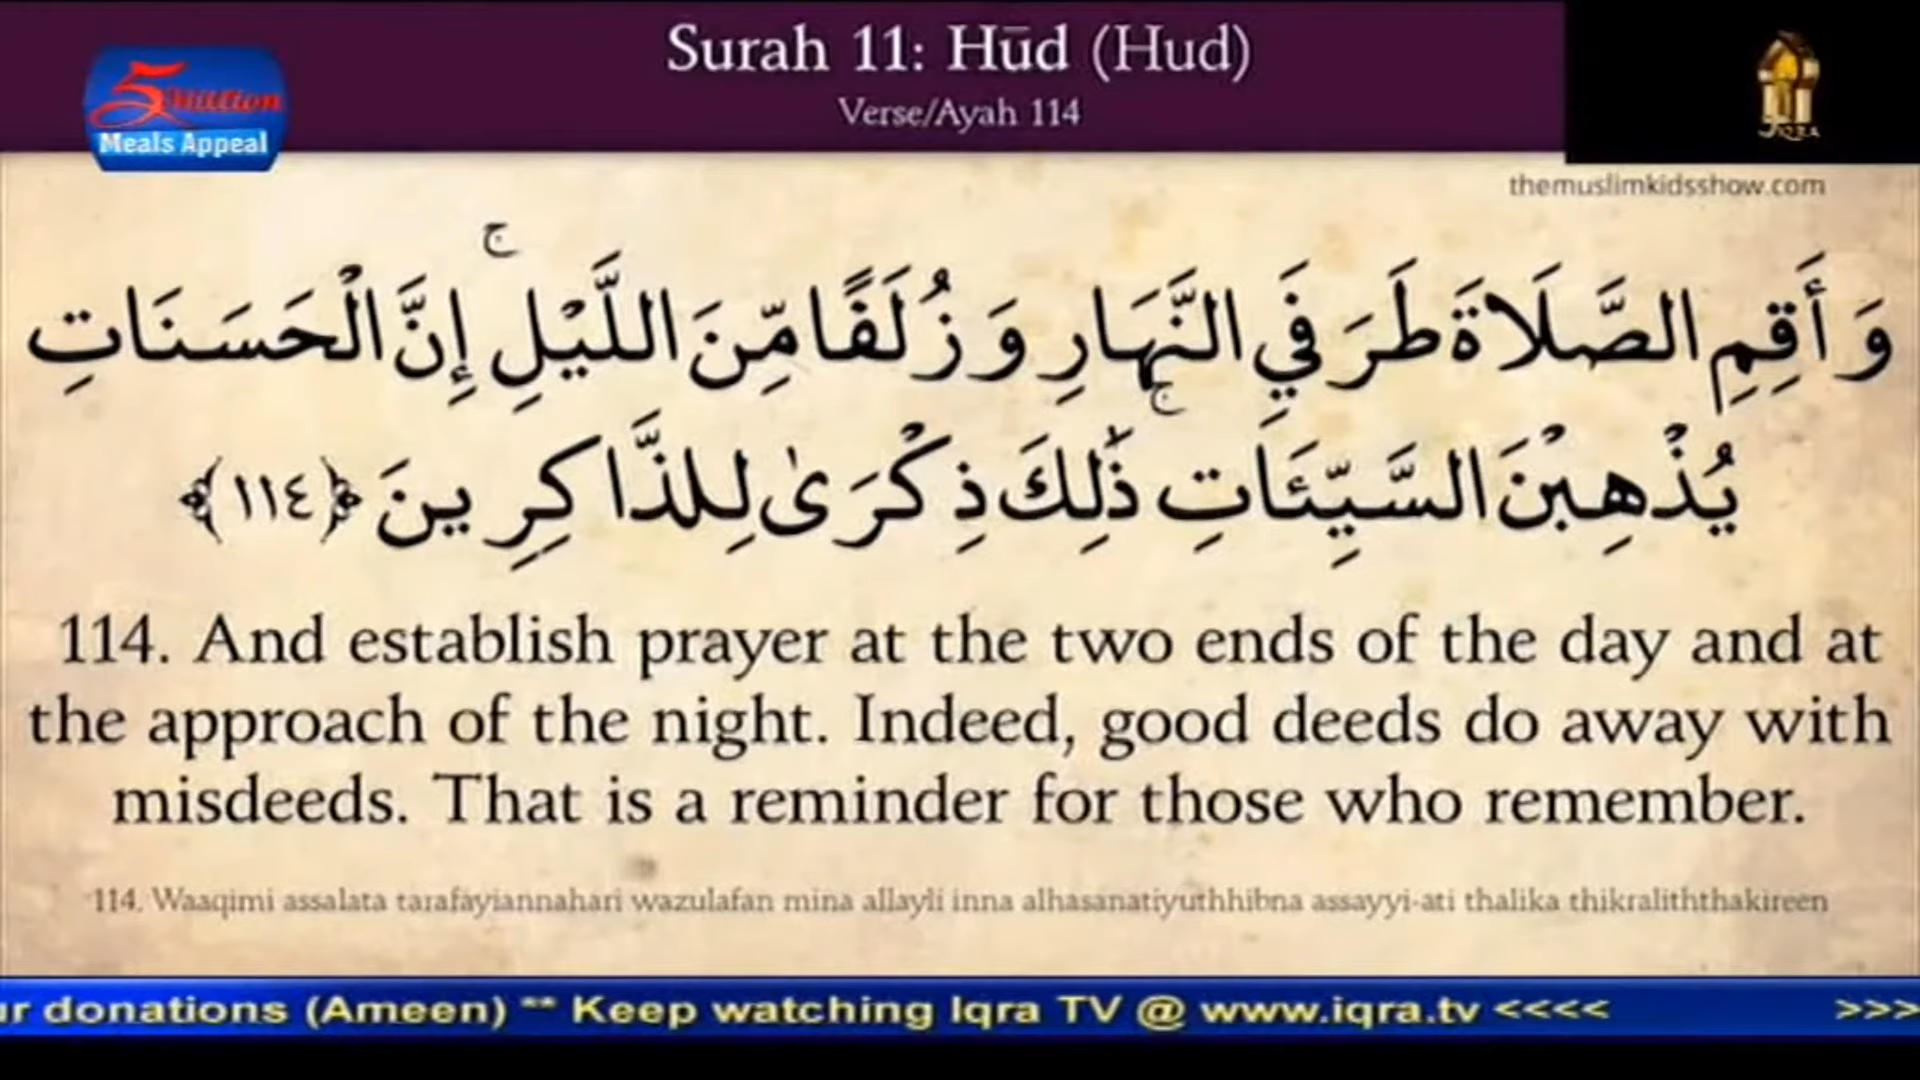 Surah 11: Hūd (Hud)
Verse/Ayah 114
5 Million
Meals Appeal
IQRA
themuslimkidsshow.com
وَأَقِمِ الصَّلَاةَ طَرَفَيِ النَّهَارِ وَزُلَفًا مِّنَ اللَّيْلِ ۚ إِنَّ الْحَسَنَاتِ
يُذْهِبْنَ السَّيِّئَاتِ ۚ ذَٰلِكَ ذِكْرَىٰ لِلذَّاكِرِينَ ﴿١١٤﴾
114. And establish prayer at the two ends of the day and at
the approach of the night. Indeed, good deeds do away with
misdeeds. That is a reminder for those who remember.
114. Waaqimi assalata tarafayiannahari wazulafan mina allayli inna alhasanatiyuthhibna assayyi-ati thalika thikraliththakireen
ur donations (Ameen) ** Keep watching Iqra TV @ www.iqra.tv <<<< >>>